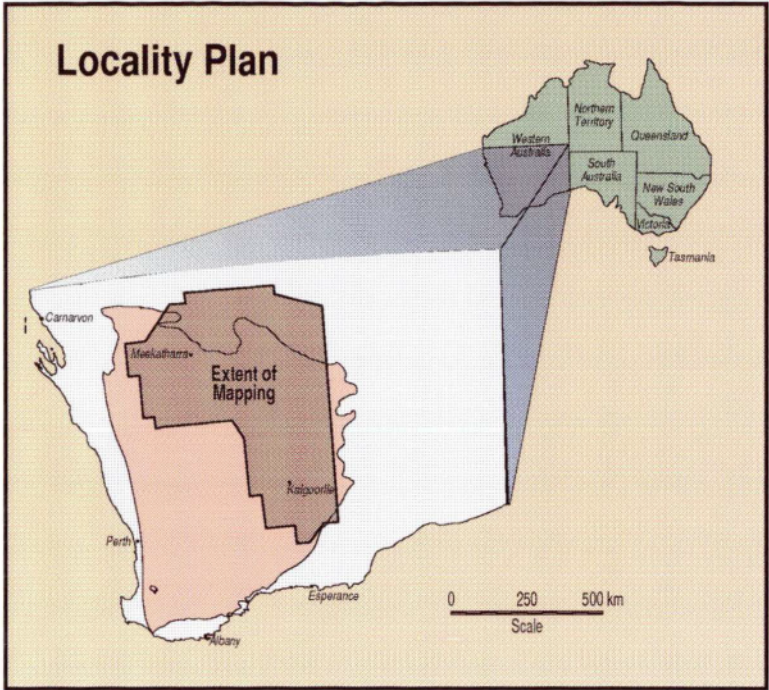 Locality Plan
Northern
Territory
Western
Australia
Queensland
South
Australia
New South
Wales
Victoria
Tasmania
Carnarvon
Meekatharra
Extent of
Mapping
Kalgoorlie
Perth
Esperance
Albany
0 250 500 km
Scale